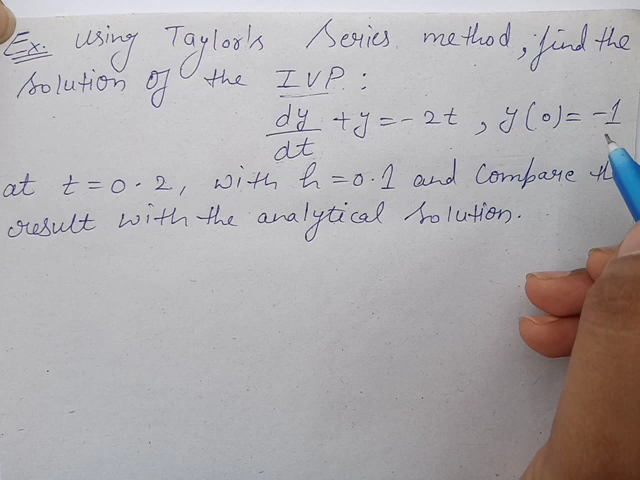 Ex. Using Taylor's Series method, find the
solution of the IVP:
dy/dt + y = -2t, y(0) = -1
at t = 0.2, with h = 0.1 and compare
result with the analytical solution.